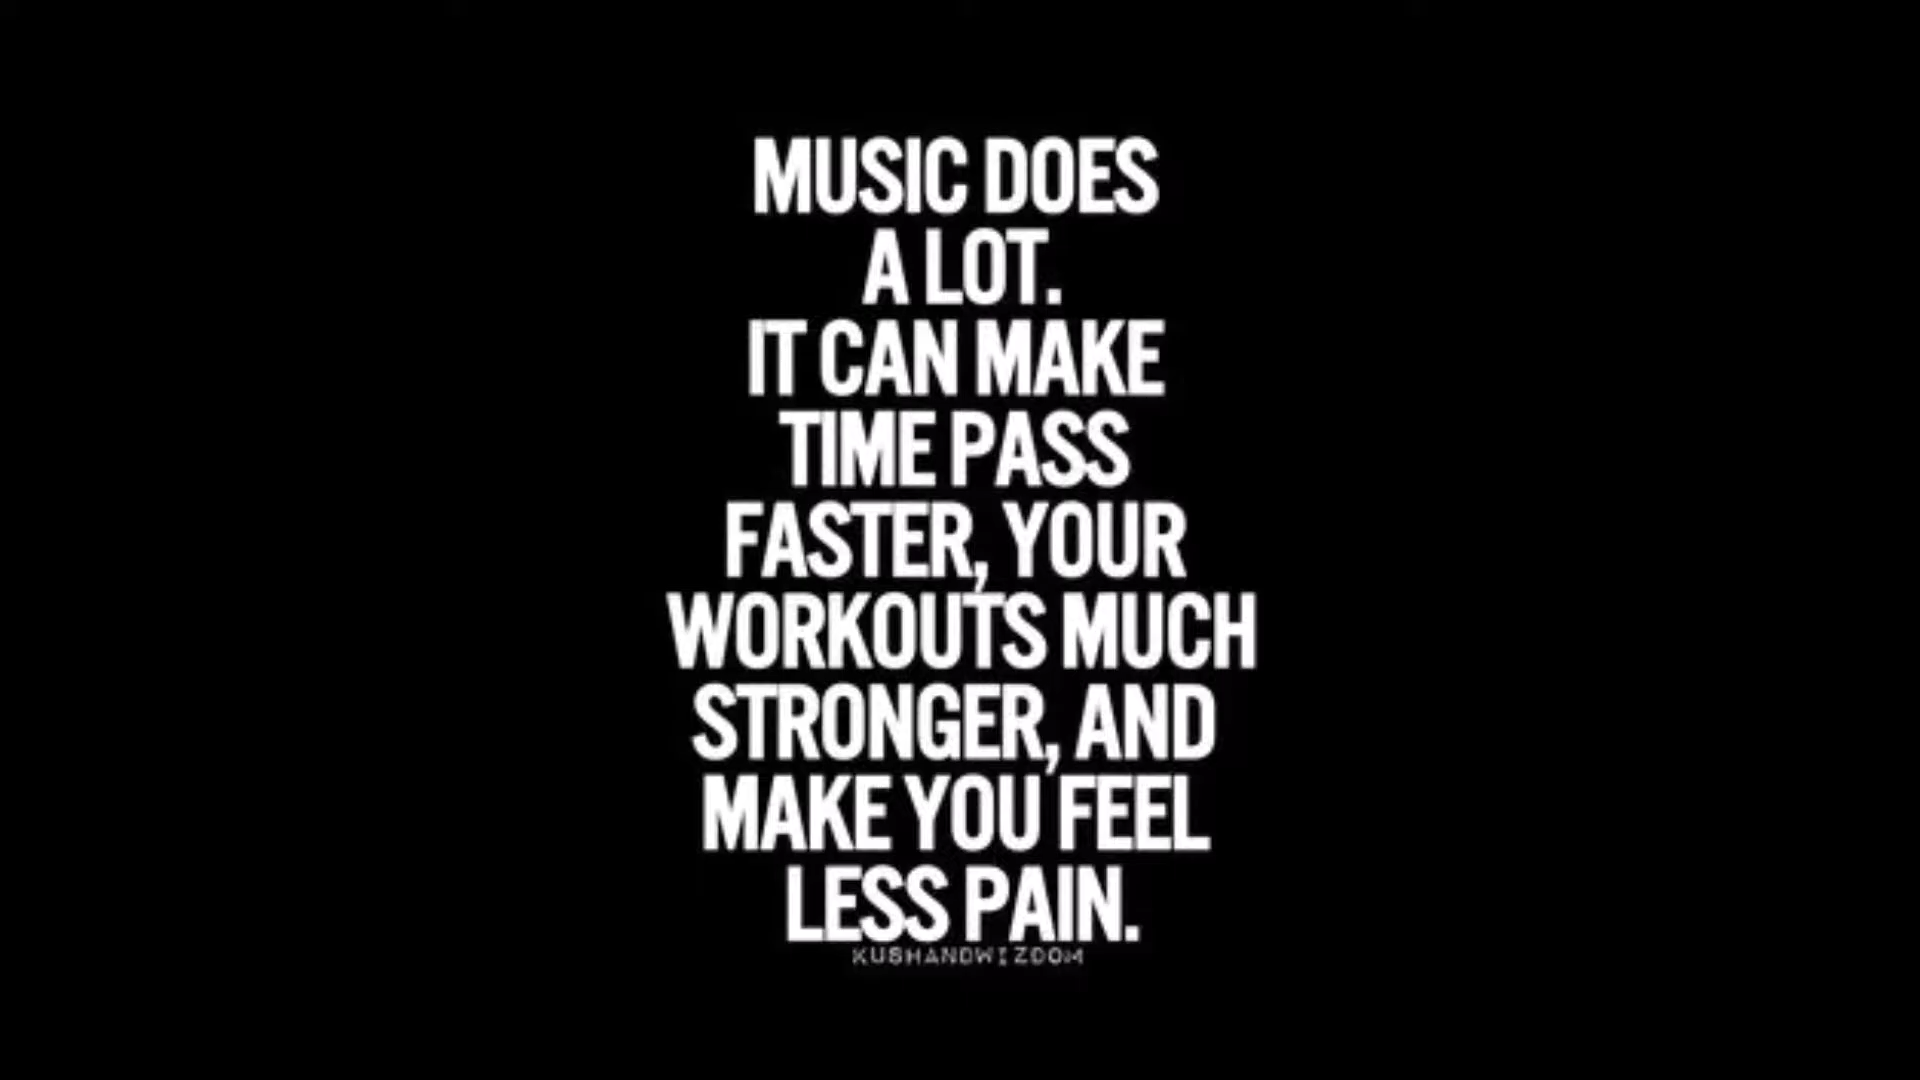 MUSIC DOES
A LOT.
IT CAN MAKE
TIME PASS
FASTER, YOUR
WORKOUTS MUCH
STRONGER, AND
MAKE YOU FEEL
LESS PAIN.
KUSHANDWIZDOM